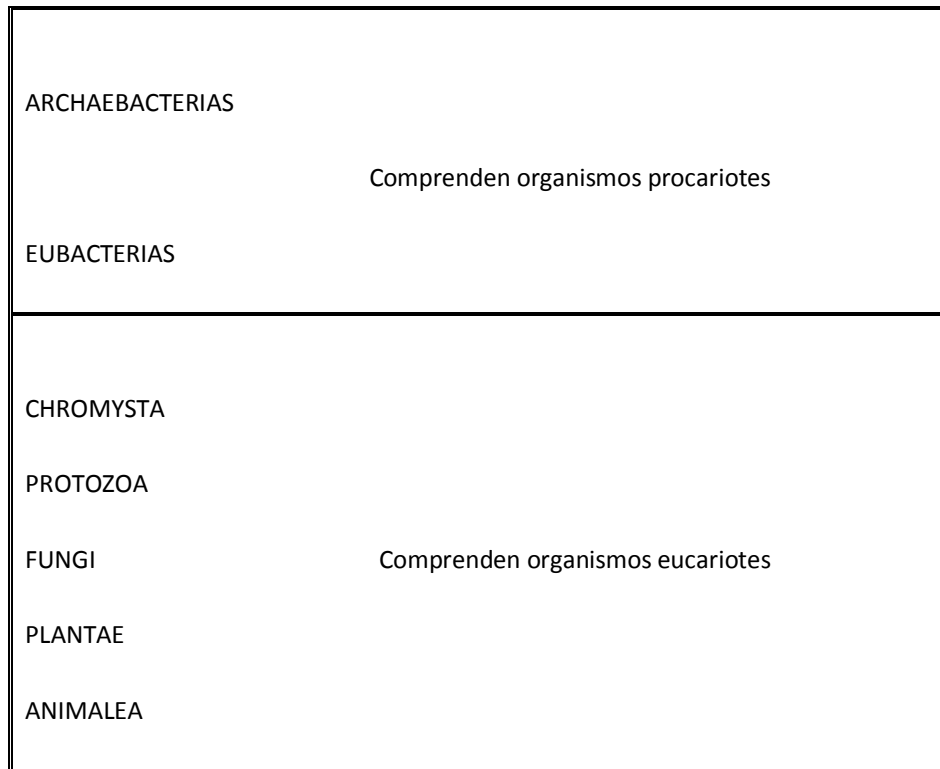 ARCHAEBACTERIAS
Comprenden organismos procariotes
EUBACTERIAS
CHROMYSTA
PROTOZOA
FUNGI Comprenden organismos eucariotes
PLANTAE
ANIMALEA